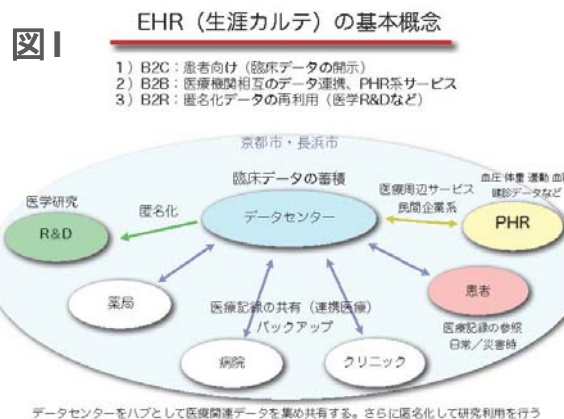 図1
EHR（生涯カルテ）の基本概念
1）B2C：患者向け（臨床データの開示）
2）B2B：医療機関相互のデータ連携、PHR系サービス
3）B2R：匿名化データの再利用（医学R&Dなど）
京都市・長浜市
臨床データの蓄積
データセンター
医療周辺サービス
民間企業系
血圧 体重 運動
健診データなど
PHR
医学研究
R&D
匿名化
薬局
医療記録の共有（連携医療）
バックアップ
病院
クリニック
患者
医療記録の参照
日常／災害時
データセンターをハブとして医療関連データを集め共有する。さらに匿名化して研究利用を行う